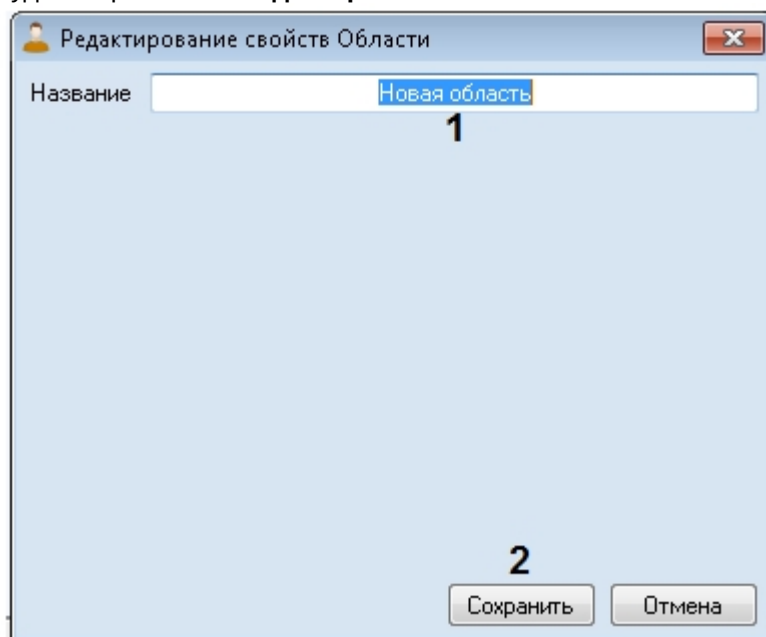 Редактирование свойств Области
Название Новая область
1
2
Сохранить Отмена